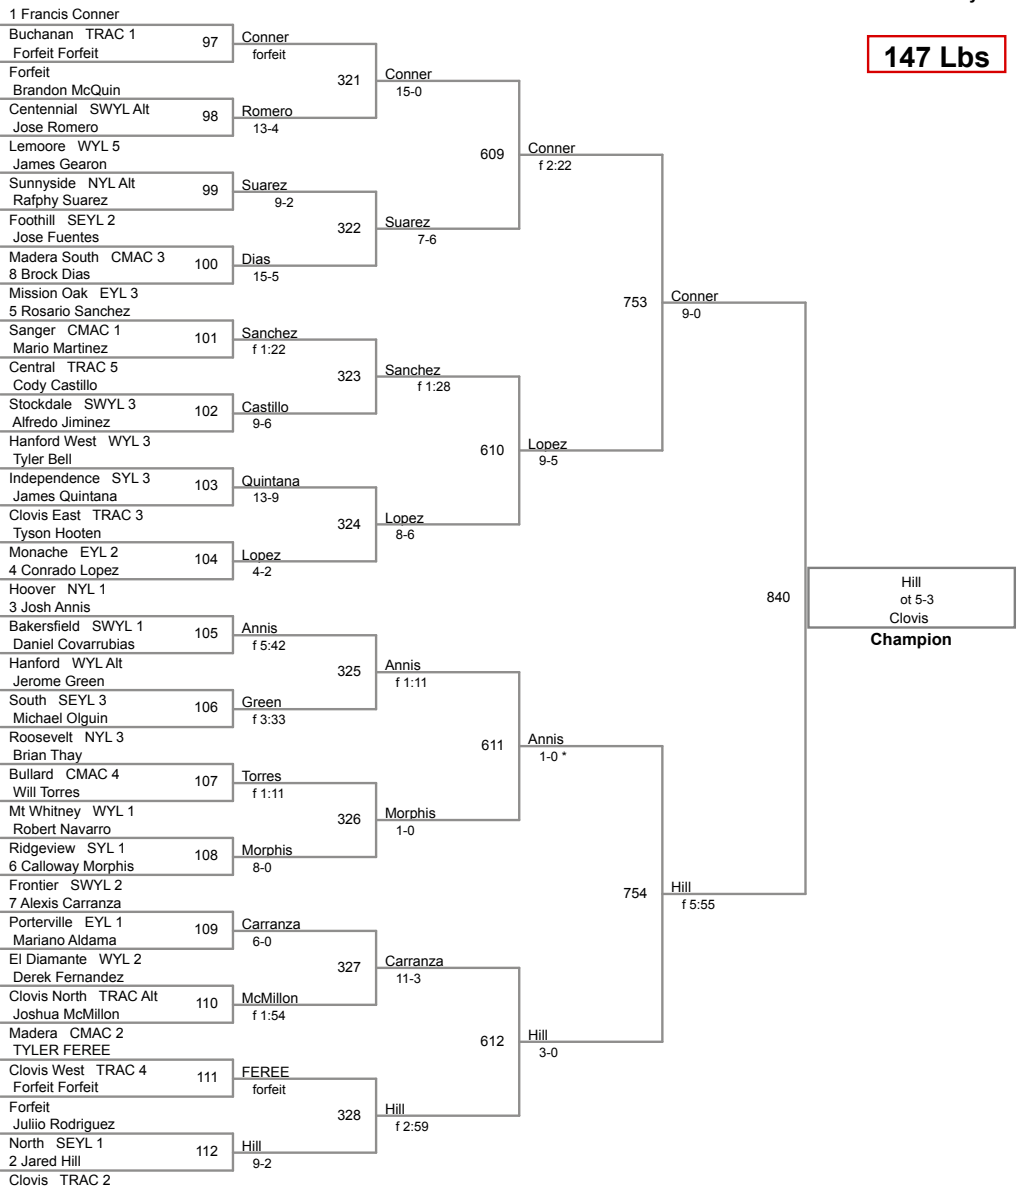 1 Francis Conner
Buchanan TRAC 1
Forfeit Forfeit
Forfeit
Brandon McQuin
Centennial SWYL Alt
Jose Romero
Lemoore WYL 5
James Gearon
Sunnyside NYL Alt
Rafphy Suarez
Foothill SEYL 2
Jose Fuentes
Madera South CMAC 3
8 Brock Dias
Mission Oak EYL 3
5 Rosario Sanchez
Sanger CMAC 1
Mario Martinez
Central TRAC 5
Cody Castillo
Stockdale SWYL 3
Alfredo Jiminez
Hanford West WYL 3
Tyler Bell
Independence SYL 3
James Quintana
Clovis East TRAC 3
Tyson Hooten
Monache EYL 2
4 Conrado Lopez
Hoover NYL 1
3 Josh Annis
Bakersfield SWYL 1
Daniel Covarrubias
Hanford WYL Alt
Jerome Green
South SEYL 3
Michael Olguin
Roosevelt NYL 3
Brian Thay
Bullard CMAC 4
Will Torres
Mt Whitney WYL 1
Robert Navarro
Ridgeview SYL 1
6 Calloway Morphis
Frontier SWYL 2
7 Alexis Carranza
Porterville EYL 1
Mariano Aldama
El Diamante WYL 2
Derek Fernandez
Clovis North TRAC Alt
Joshua McMillon
Madera CMAC 2
TYLER FEREE
Clovis West TRAC 4
Forfeit Forfeit
Forfeit
Juliio Rodriguez
North SEYL 1
2 Jared Hill
Clovis TRAC 2
97
98
99
100
101
102
103
104
105
106
107
108
109
110
111
112
Conner
forfeit
Romero
13-4
Suarez
9-2
Dias
15-5
Sanchez
f 1:22
Castillo
9-6
Quintana
13-9
Lopez
4-2
Annis
f 5:42
Green
f 3:33
Torres
f 1:11
Morphis
8-0
Carranza
6-0
McMillon
f 1:54
FEREE
forfeit
Hill
9-2
321
322
323
324
325
326
327
328
Conner
15-0
Suarez
7-6
Sanchez
f 1:28
Lopez
8-6
Annis
f 1:11
Morphis
1-0
Carranza
11-3
Hill
f 2:59
609
610
611
612
Conner
f 2:22
Lopez
9-5
Annis
1-0 *
Hill
3-0
753
754
Conner
9-0
Hill
f 5:55
840
Hill
ot 5-3
Clovis
Champion
147 Lbs